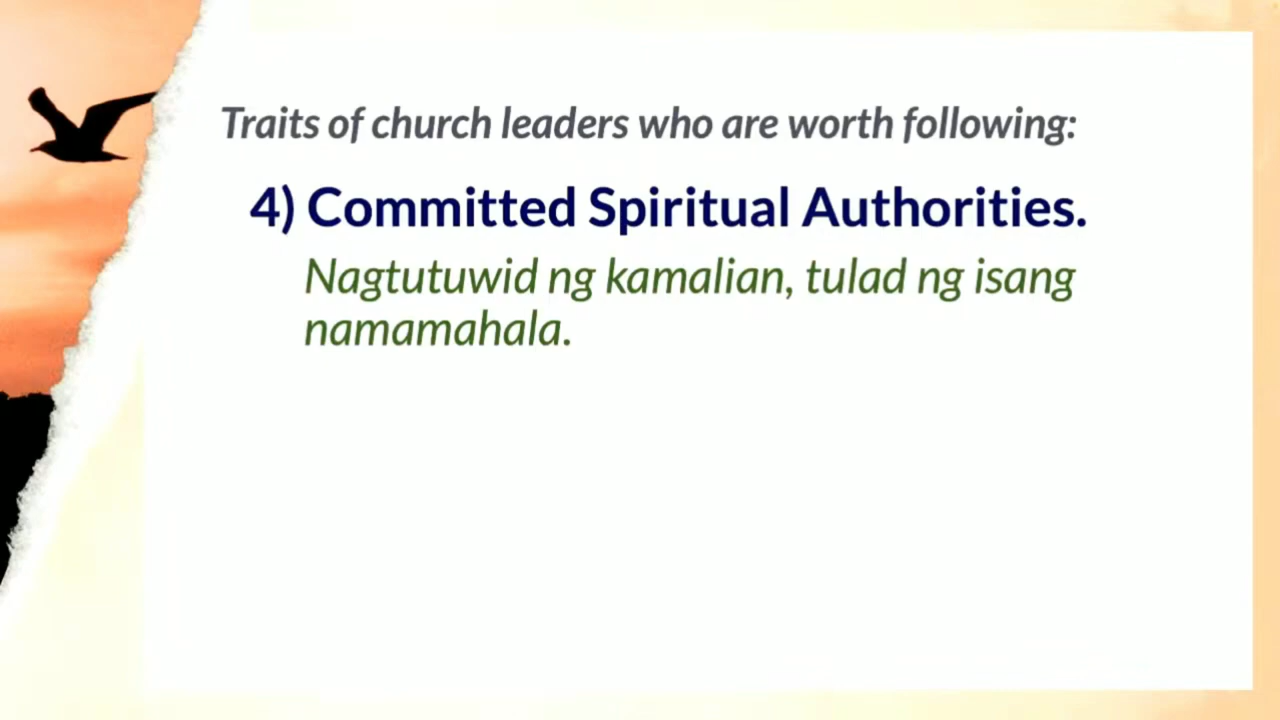 Traits of church leaders who are worth following:
4) Committed Spiritual Authorities.
Nagtutuwid ng kamalian, tulad ng isang
namamahala.